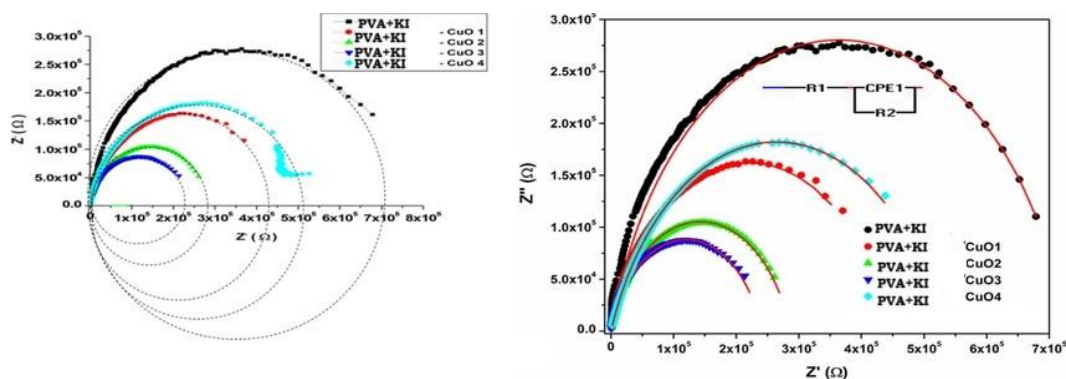 3.0x10⁵
2.5x10⁵
2.0x10⁵
1.5x10⁵
1.0x10⁵
5.0x10⁴
0.0
0
1x10⁵
2x10⁵
3x10⁵
4x10⁵
5x10⁵
6x10⁵
7x10⁵
8x10⁵
Z' (Ω)
PVA+KI
PVA+KI - CuO 1
PVA+KI - CuO 2
PVA+KI - CuO 3
PVA+KI - CuO 4
Z'' (Ω)
3.0x10⁵
2.5x10⁵
2.0x10⁵
1.5x10⁵
1.0x10⁵
5.0x10⁴
0.0
0
1x10⁵
2x10⁵
3x10⁵
4x10⁵
5x10⁵
6x10⁵
7x10⁵
Z' (Ω)
R1
CPE1
R2
PVA+KI
PVA+KI 'CuO1
PVA+KI CuO2
PVA+KI 'CuO3
PVA+KI CuO4